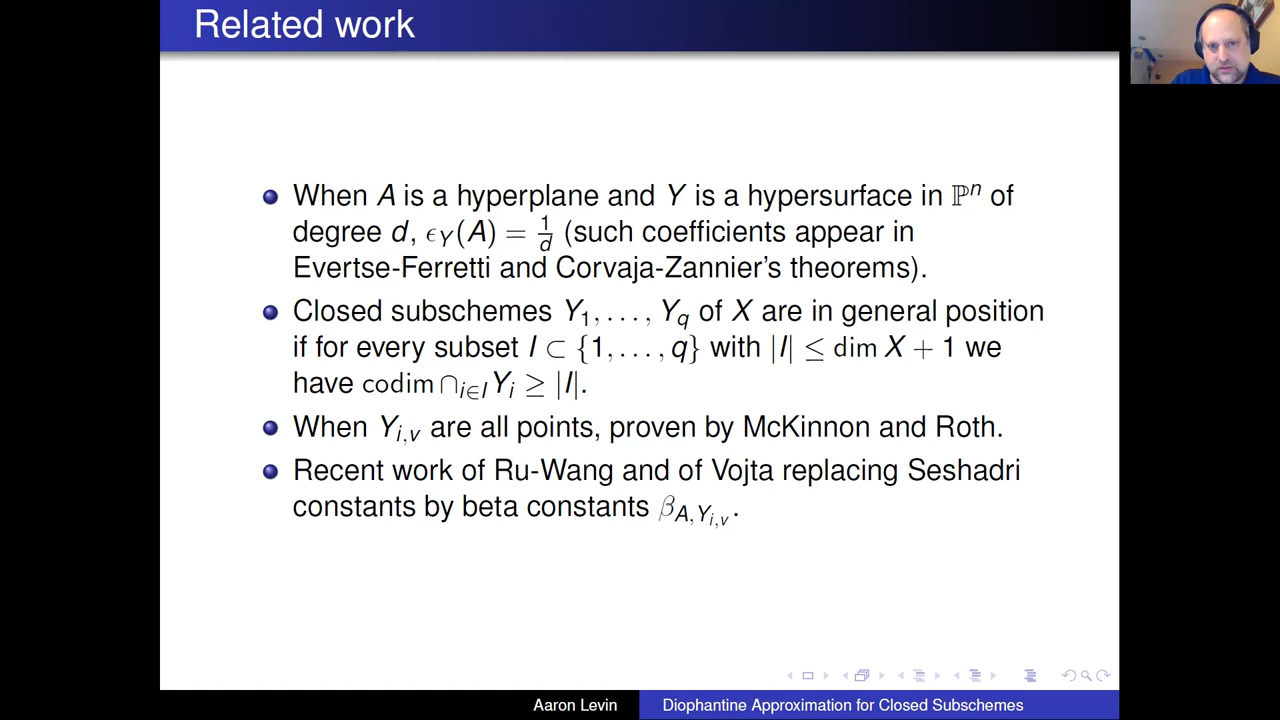 Related work
When A is a hyperplane and Y is a hypersurface in ℙⁿ of
degree d, ϵ_Y(A) = 1/d (such coefficients appear in
Evertse-Ferretti and Corvaja-Zannier's theorems).
Closed subschemes Y₁, . . . , Y_q of X are in general position
if for every subset I ⊂ {1, . . . , q} with |I| ≤ dim X + 1 we
have codim ∩_{i∈I} Y_i ≥ |I|.
When Y_{i,v} are all points, proven by McKinnon and Roth.
Recent work of Ru-Wang and of Vojta replacing Seshadri
constants by beta constants β_{A,Y_{i,v}}.
Aaron Levin Diophantine Approximation for Closed Subschemes